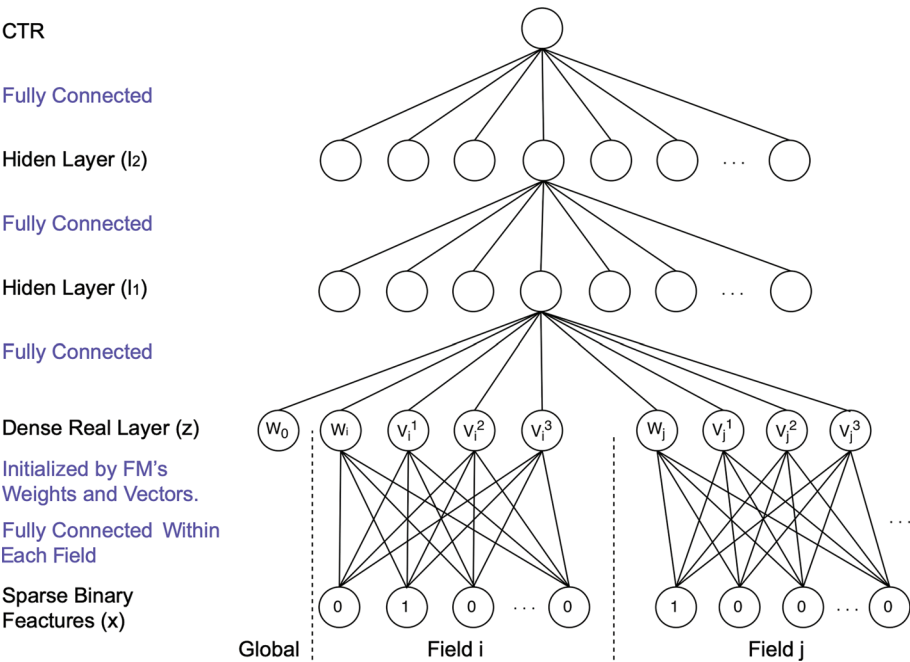 CTR
Fully Connected
Hiden Layer (l2)
. . .
Fully Connected
Hiden Layer (l1)
. . .
Fully Connected
Dense Real Layer (z)
W0 Wi Vi1 Vi2 Vi3 Wj Vj1 Vj2 Vj3
Initialized by FM's
Weights and Vectors.
Fully Connected Within
Each Field
. . .
Sparse Binary
Feactures (x)
0 1 0 . . . 0 1 0 0 . . . 0
Global Field i Field j